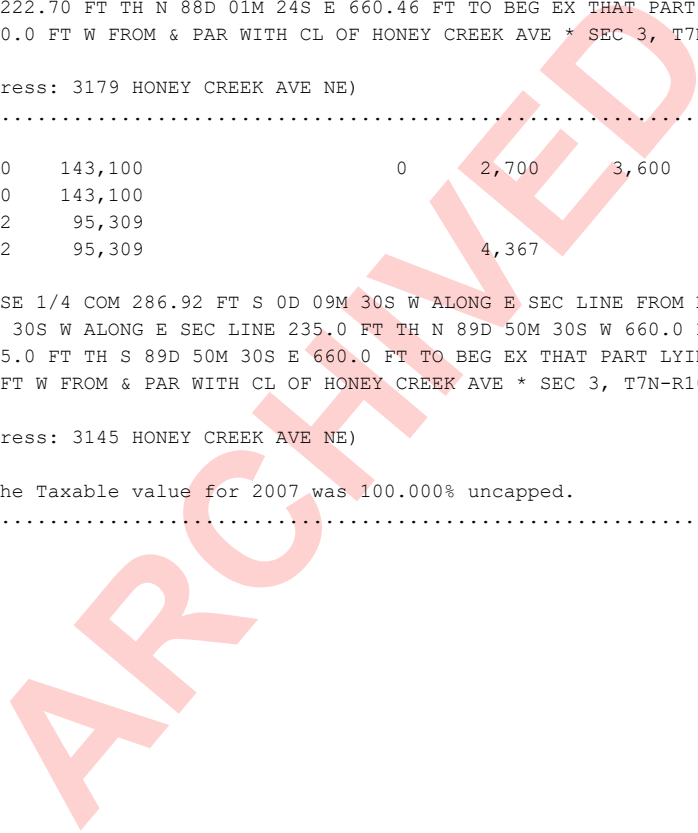 222.70 FT TH N 88D 01M 24S E 660.46 FT TO BEG EX THAT PART
0.0 FT W FROM & PAR WITH CL OF HONEY CREEK AVE * SEC 3, T7N
ress: 3179 HONEY CREEK AVE NE)
.........................................................
0 143,100 0 2,700 3,600
0 143,100
2 95,309
2 95,309 4,367
SE 1/4 COM 286.92 FT S 0D 09M 30S W ALONG E SEC LINE FROM
30S W ALONG E SEC LINE 235.0 FT TH N 89D 50M 30S W 660.0
5.0 FT TH S 89D 50M 30S E 660.0 FT TO BEG EX THAT PART LYI
FT W FROM & PAR WITH CL OF HONEY CREEK AVE * SEC 3, T7N-R1
ress: 3145 HONEY CREEK AVE NE)
he Taxable value for 2007 was 100.000% uncapped.
.........................................................
ARCHIVED